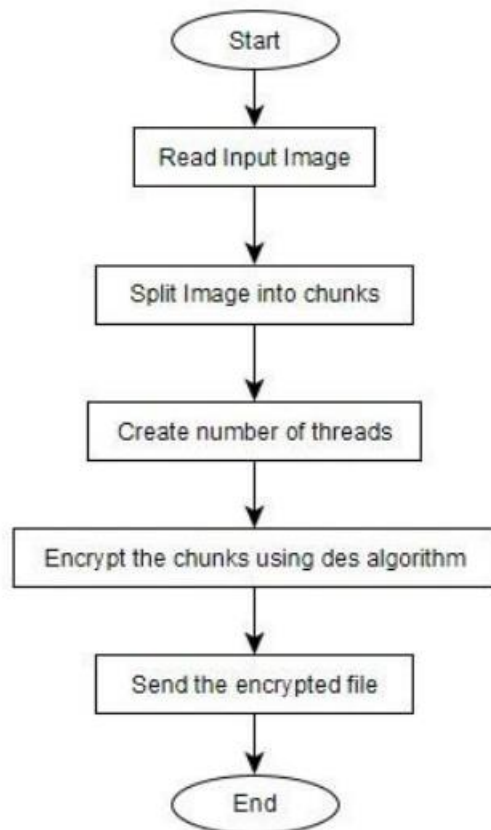 Start
Read Input Image
Split Image into chunks
Create number of threads
Encrypt the chunks using des algorithm
Send the encrypted file
End